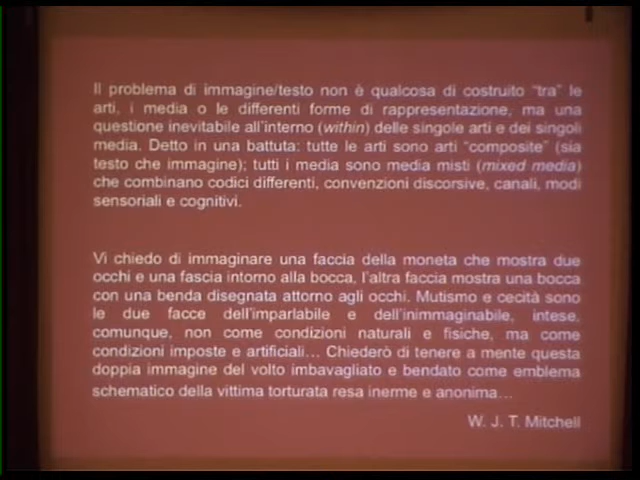 Il problema di immagine/testo non è qualcosa di costruito "tra" le
arti, i media o le differenti forme di rappresentazione, ma una
questione inevitabile all'interno (within) delle singole arti e dei singoli
media. Detto in una battuta: tutte le arti sono arti "composite" (sia
testo che immagine); tutti i media sono media misti (mixed media)
che combinano codici differenti, convenzioni discorsive, canali, modi
sensoriali e cognitivi.
Vi chiedo di immaginare una faccia della moneta che mostra due
occhi e una fascia intorno alla bocca, l'altra faccia mostra una bocca
con una benda disegnata attorno agli occhi. Mutismo e cecità sono
le due facce dell'imparlabile e dell'inimmaginabile, intese,
comunque, non come condizioni naturali e fisiche, ma come
condizioni imposte e artificiali... Chiederò di tenere a mente questa
doppia immagine del volto imbavagliato e bendato come emblema
schematico della vittima torturata resa inerme e anonima...
W. J. T. Mitchell